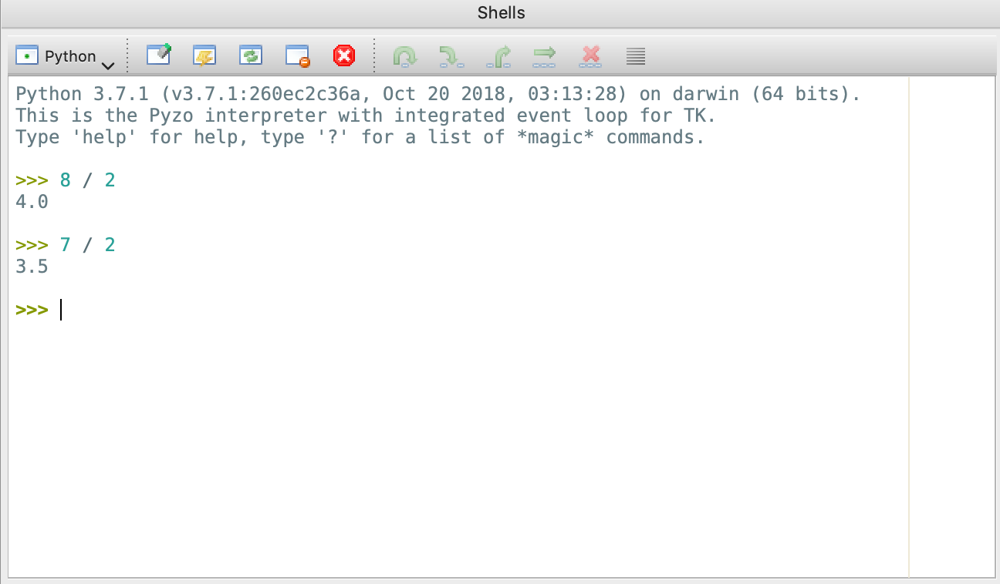 Shells
Python
Python 3.7.1 (v3.7.1:260ec2c36a, Oct 20 2018, 03:13:28) on darwin (64 bits).
This is the Pyzo interpreter with integrated event loop for TK.
Type 'help' for help, type '?' for a list of *magic* commands.
>>> 8 / 2
4.0
>>> 7 / 2
3.5
>>>